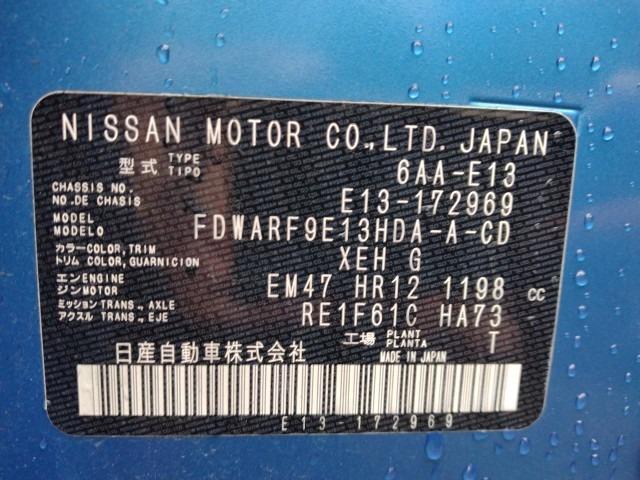 NISSAN MOTOR CO.,LTD. JAPAN
型式 TYPE TIPO 6AA-E13
CHASSIS NO. NO.DE CHASIS E13-172969
MODEL MODELO FDWARF9E13HDA-A-CD
カラー COLOR, TRIM トリム COLOR, GUARNICION XEH G
エンジン ENGINE MOTOR EM47 HR12 1198 CC
ミッション TRANS., AXLE アクスル TRANS., EJE RE1F61C HA73
工場 PLANT PLANTA T
日産自動車株式会社 MADE IN JAPAN
E13-172969